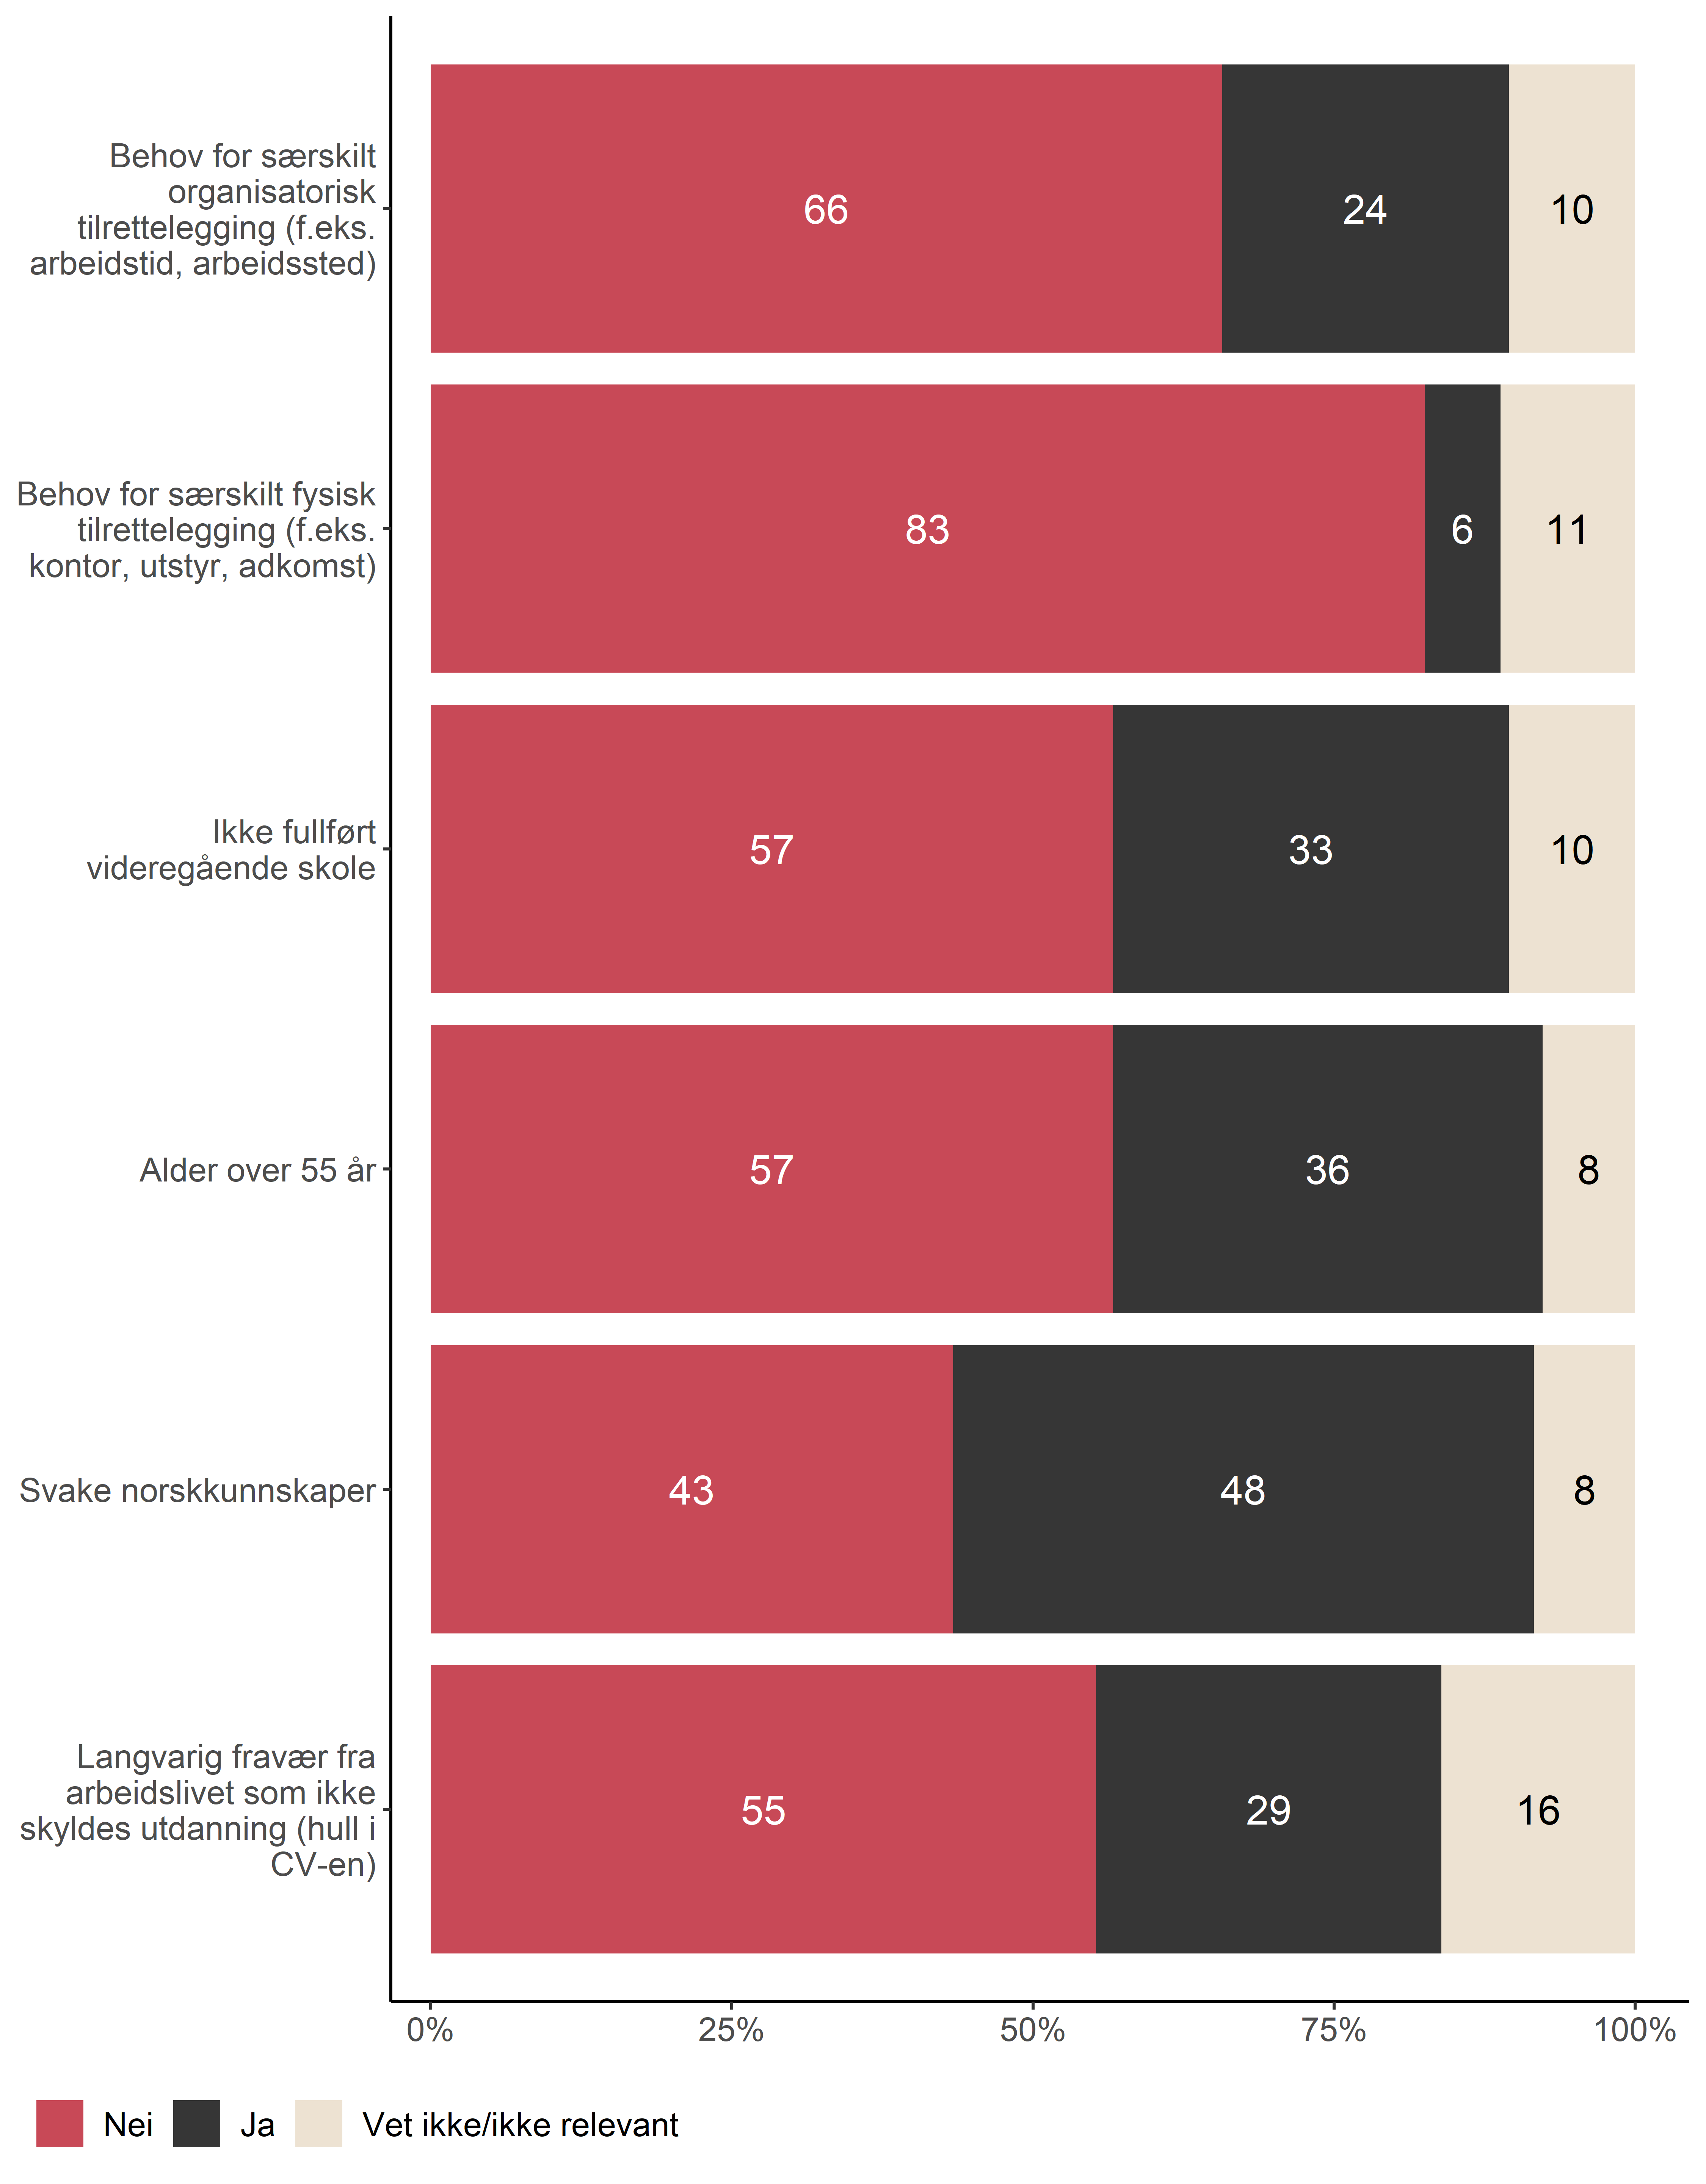 Behov for særskilt
organisatorisk
tilrettelegging (f.eks.
arbeidstid, arbeidssted)
66 24 10
Behov for særskilt fysisk
tilrettelegging (f.eks.
kontor, utstyr, adkomst)
83 6 11
Ikke fullført
videregående skole
57 33 10
Alder over 55 år
57 36 8
Svake norskkunnskaper
43 48 8
Langvarig fravær fra
arbeidslivet som ikke
skyldes utdanning (hull i
CV-en)
55 29 16
0% 25% 50% 75% 100%
Nei Ja Vet ikke/ikke relevant